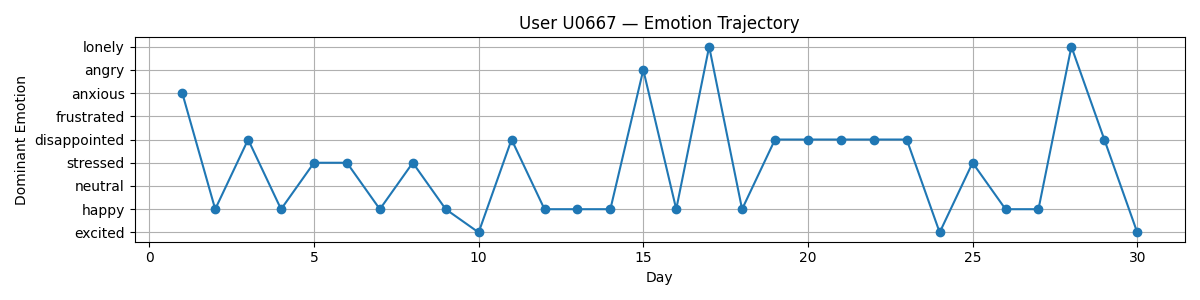 User U0667 — Emotion Trajectory
Dominant Emotion
lonely
angry
anxious
frustrated
disappointed
stressed
neutral
happy
excited
0 5 10 15 20 25 30
Day